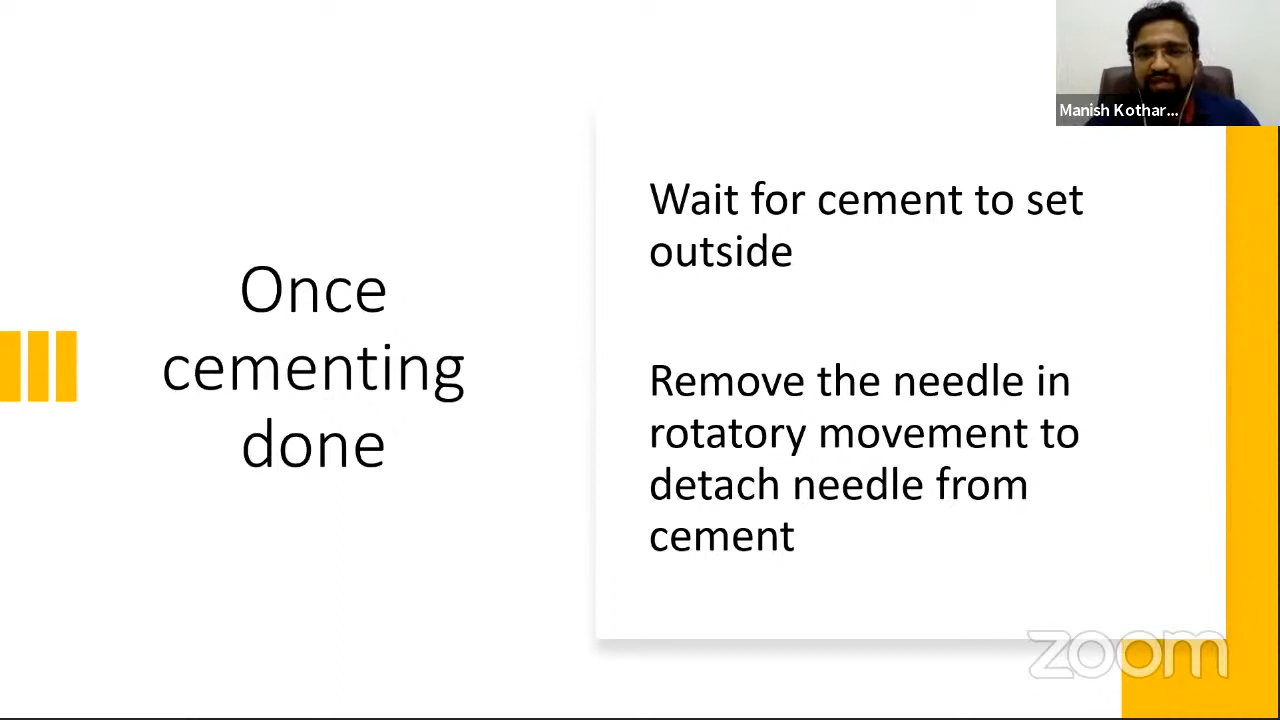 Manish Kothar...
Once
cementing
done
Wait for cement to set
outside
Remove the needle in
rotatory movement to
detach needle from
cement
zoom